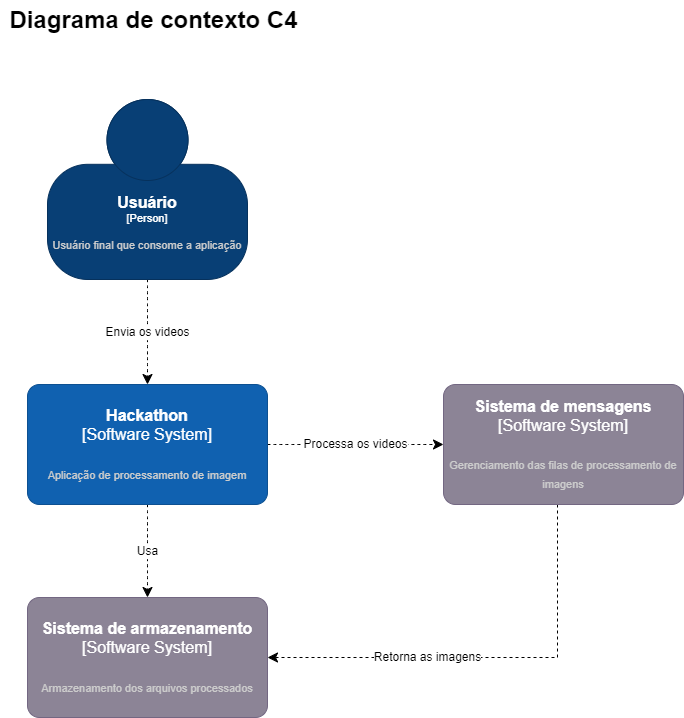 Diagrama de contexto C4
Usuário
[Person]
Usuário final que consome a aplicação
Envia os videos
Hackathon
[Software System]
Aplicação de processamento de imagem
Processa os videos
Sistema de mensagens
[Software System]
Gerenciamento das filas de processamento de
imagens
Usa
Sistema de armazenamento
[Software System]
Armazenamento dos arquivos processados
Retorna as imagens